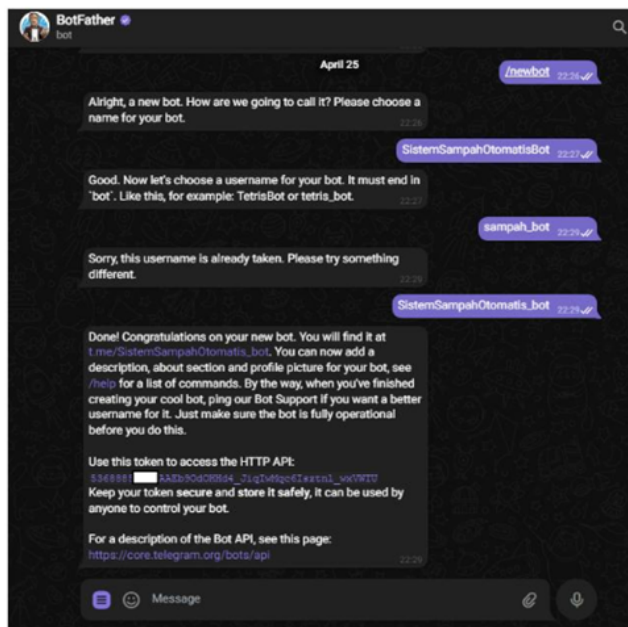 BotFather
bot
April 25
/newbot 22:26
Alright, a new bot. How are we going to call it? Please choose a
name for your bot. 22:26
SistemSampahOtomatisBot 22:27
Good. Now let's choose a username for your bot. It must end in
`bot`. Like this, for example: TetrisBot or tetris_bot. 22:27
sampah_bot 22:29
Sorry, this username is already taken. Please try something
different. 22:29
SistemSampahOtomatis_bot 22:29
Done! Congratulations on your new bot. You will find it at
t.me/SistemSampahOtomatis_bot. You can now add a
description, about section and profile picture for your bot, see
/help for a list of commands. By the way, when you've finished
creating your cool bot, ping our Bot Support if you want a better
username for it. Just make sure the bot is fully operational
before you do this.
Use this token to access the HTTP API:
Keep your token secure and store it safely, it can be used by
anyone to control your bot.
For a description of the Bot API, see this page:
https://core.telegram.org/bots/api 22:29
Message